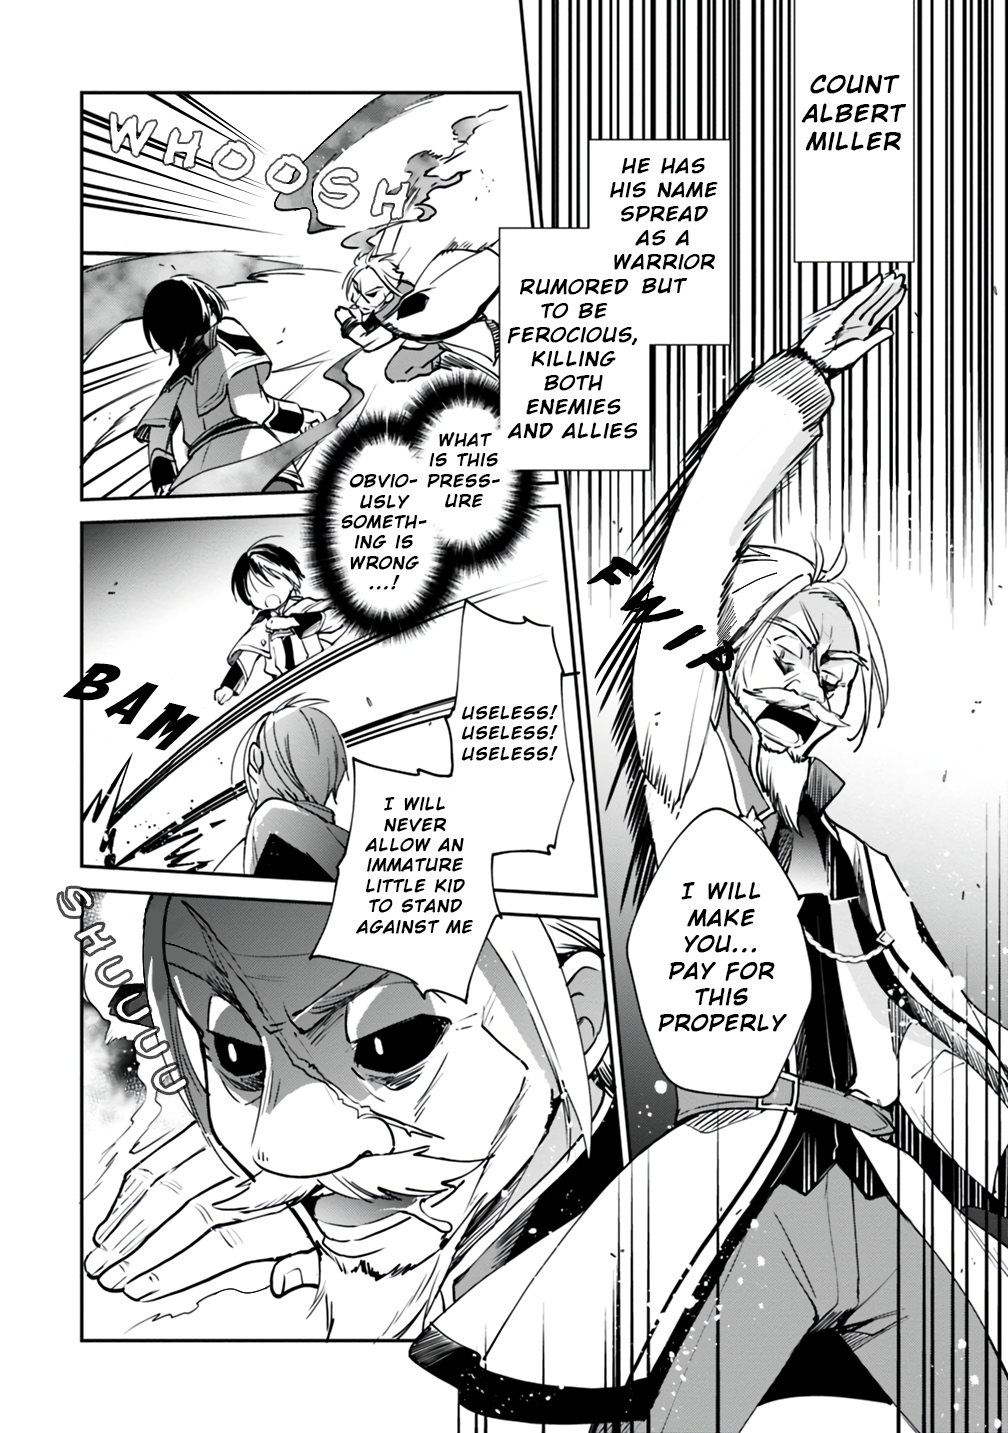 COUNT
ALBERT
MILLER
HE HAS
HIS NAME
SPREAD
AS A
WARRIOR
RUMORED BUT
TO BE
FEROCIOUS,
KILLING
BOTH
ENEMIES
AND ALLIES
FWIP
I WILL
MAKE
YOU...
PAY FOR
THIS
PROPERLY
WHOOSH
WHAT
IS THIS
PRESS-
URE
OBVIO-
USLY
SOMETH-
ING IS
WRONG
...!
BAM
USELESS!
USELESS!
USELESS!
I WILL
NEVER
ALLOW AN
IMMATURE
LITTLE KID
TO STAND
AGAINST ME
SHUUUUU